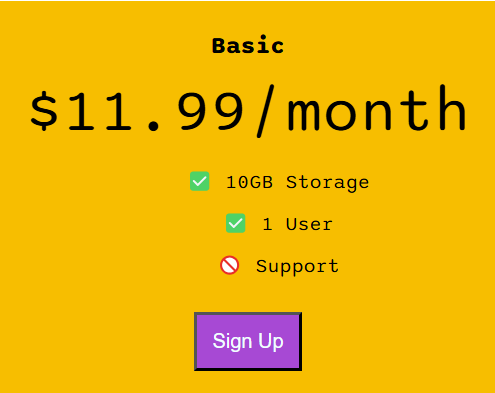 Basic
$11.99/month
✅ 10GB Storage
✅ 1 User
🚫 Support
Sign Up